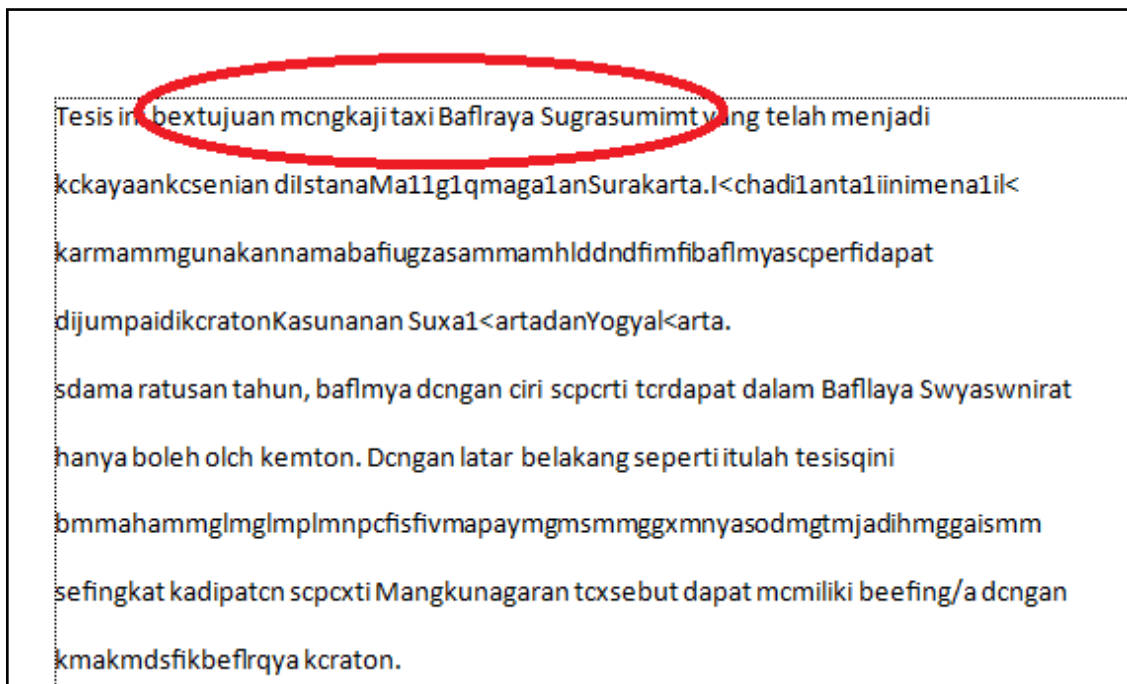 Tesis ini bextujuan mcngkaji taxi Baflraya Sugrasumimt yang telah menjadi
kckayaankcsenian diIstanaMa11g1qmaga1anSurakarta.I<chadi1anta1iinimena1il<
karmammgunakannamabafiugzasammamhlddndfimfibaflmyascperfidapat
dijumpaidikcratonKasunanan Suxa1<artadanYogyal<arta.
sdama ratusan tahun, baflmya dcngan ciri scpcrti tcrdapat dalam Bafllaya Swyaswnirat
hanya boleh olch kemton. Dcngan latar belakang seperti itulah tesisqini
bmmahammglmglmplmnpcfisfivmapaymgmsmmggxmnyasodmgtmjadihmggaismm
sefingkat kadipatcn scpcxti Mangkunagaran tcxsebut dapat mcmiliki beefing/a dcngan
kmakmdsfikbeflrqya kcraton.